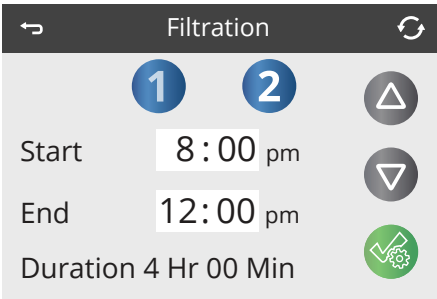 Filtration
1 2
Start 8:00 pm
End 12:00 pm
Duration 4 Hr 00 Min